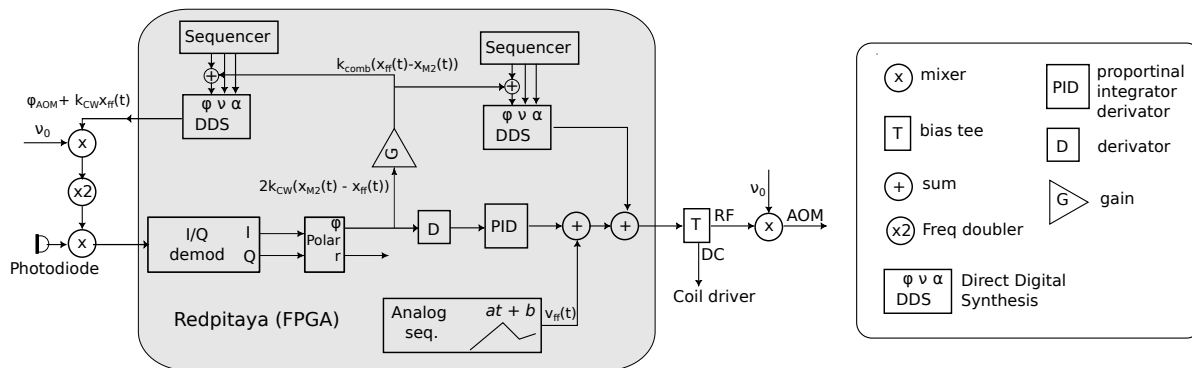 Sequencer
Sequencer
k_comb(x_ff(t)-x_M2(t))
φ_AOM+ k_CW x_ff(t)
φ ν α
DDS
φ ν α
DDS
ν_0
x
x2
x
G
2k_CW(x_M2(t) - x_ff(t))
Photodiode
I/Q
demod
I
Q
φ
Polar
r
D
PID
+
+
+
+
T
RF
DC
Coil driver
ν_0
x
AOM
Redpitaya (FPGA)
Analog
seq.
at + b
v_ff(t)
x
mixer
T
bias tee
+
sum
x2
Freq doubler
φ ν α
DDS
Direct Digital
Synthesis
PID
proportinal
integrator
derivator
D
derivator
G
gain